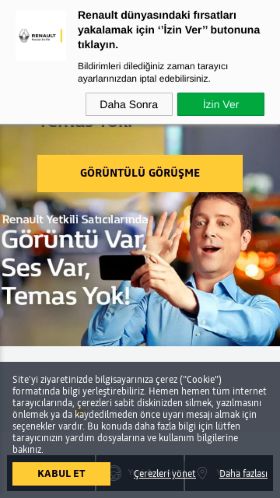 Renault dünyasındaki fırsatları
yakalamak için ‘’İzin Ver’’ butonuna
tıklayın.
RENAULT
Bildirimleri dilediğiniz zaman tarayıcı
ayarlarınızdan iptal edebilirsiniz.
Daha Sonra
İzin Ver
Temas Yok!
GÖRÜNTÜLÜ GÖRÜŞME
Renault Yetkili Satıcılarında
Görüntü Var,
Ses Var,
Temas Yok!
Site'yi ziyaretinizde bilgisayarınıza çerez ("Cookie")
formatında bilgi yerleştirebiliriz. Hemen hemen tüm internet
tarayıcılarında, çerezleri sabit diskinizden silmek, yazılmasını
önlemek ya da kaydedilmeden önce uyarı mesajı almak için
seçenekler vardır. Bu konuda daha fazla bilgi için lütfen
tarayıcınızın yardım dosyalarına ve kullanım bilgilerine
bakınız.
KABUL ET
Çerezleri yönet
Daha fazlası